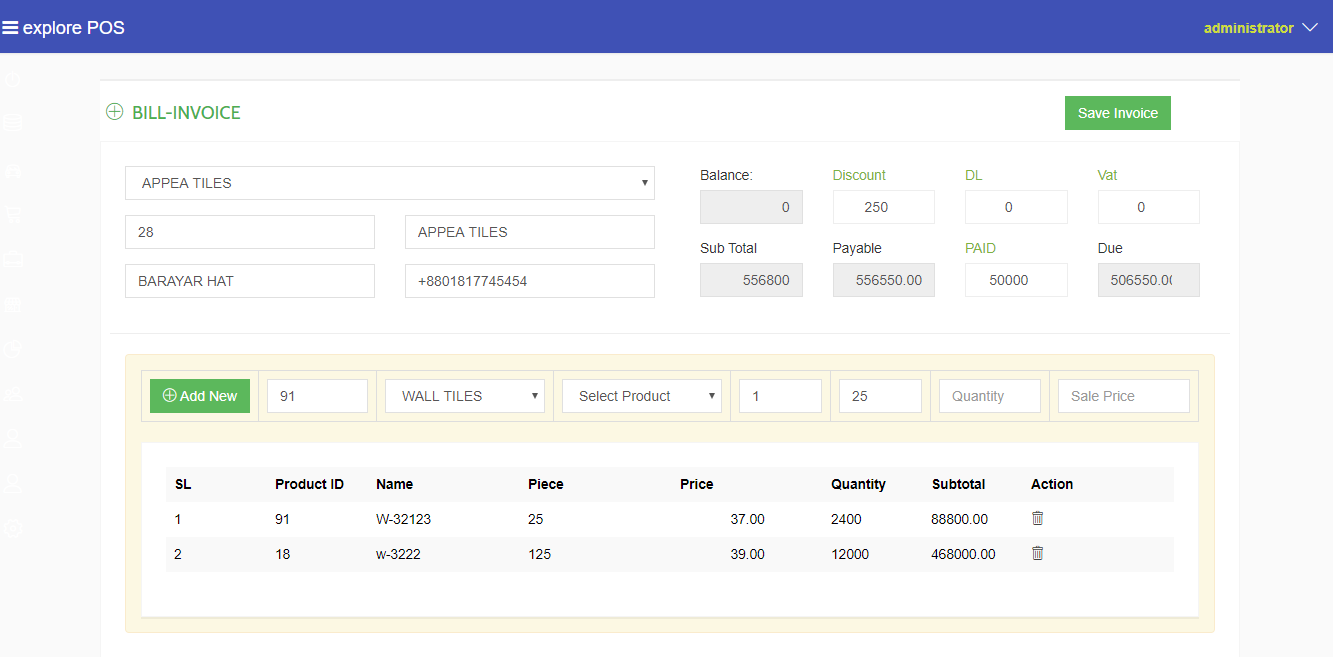 explore POS
administrator
BILL-INVOICE
Save Invoice
APPEA TILES
28 APPEA TILES
BARAYAR HAT +8801817745454
Balance: Discount DL Vat
0 250 0 0
Sub Total Payable PAID Due
556800 556550.00 50000 506550.00
Add New 91 WALL TILES Select Product 1 25 Quantity Sale Price
SL Product ID Name Piece Price Quantity Subtotal Action
1 91 W-32123 25 37.00 2400 88800.00
2 18 w-3222 125 39.00 12000 468000.00